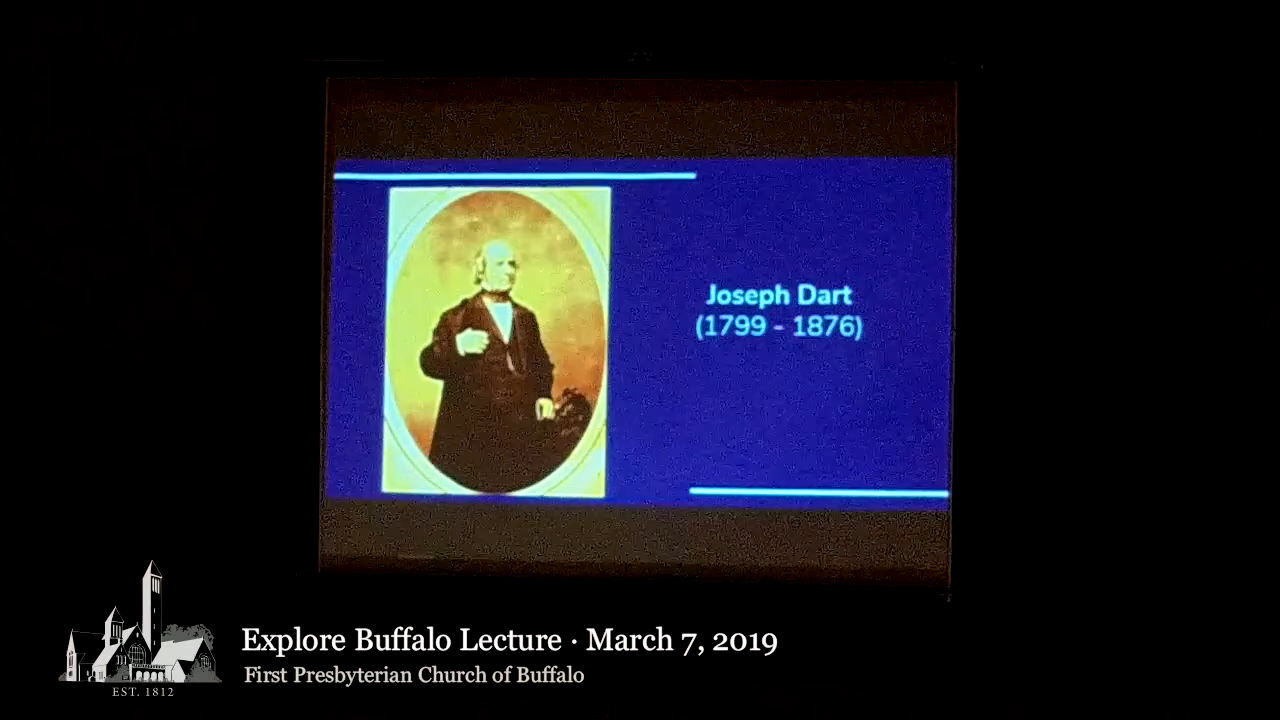 Joseph Dart
(1799 - 1876)
Explore Buffalo Lecture · March 7, 2019
First Presbyterian Church of Buffalo
EST. 1812